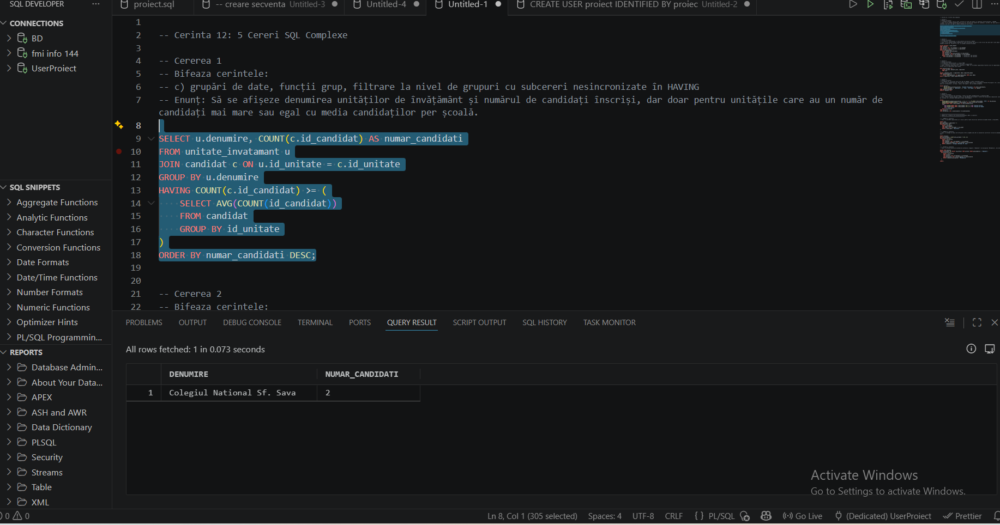 SQL DEVELOPER
proiect.sql
-- creare secventa Untitled-3
Untitled-4
Untitled-1
CREATE USER proiect IDENTIFIED BY proiec Untitled-2
CONNECTIONS
BD
fmi info 144
UserProiect
SQL SNIPPETS
Aggregate Functions
Analytic Functions
Character Functions
Conversion Functions
Date Formats
Date/Time Functions
Number Formats
Numeric Functions
Optimizer Hints
PL/SQL Programmin...
REPORTS
Database Admin...
About Your Data...
APEX
ASH and AWR
Data Dictionary
PLSQL
Security
Streams
Table
XML
1
2 -- Cerinta 12: 5 Cereri SQL Complexe
3
4 -- Cererea 1
5 -- Bifeaza cerintele:
6 -- c) grupări de date, funcții grup, filtrare la nivel de grupuri cu subcereri nesincronizate în HAVING
7 -- Enunț: Să se afișeze denumirea unităților de învățământ și numărul de candidați înscriși, dar doar pentru unitățile care au un număr de
candidați mai mare sau egal cu media candidaților per școală.
8
9 SELECT u.denumire, COUNT(c.id_candidat) AS numar_candidati
10 FROM unitate_invatamant u
11 JOIN candidat c ON u.id_unitate = c.id_unitate
12 GROUP BY u.denumire
13 HAVING COUNT(c.id_candidat) >= (
14 SELECT AVG(COUNT(id_candidat))
15 FROM candidat
16 GROUP BY id_unitate
17 )
18 ORDER BY numar_candidati DESC;
19
20
21 -- Cererea 2
22 -- Bifeaza cerintele:
PROBLEMS OUTPUT DEBUG CONSOLE TERMINAL PORTS QUERY RESULT SCRIPT OUTPUT SQL HISTORY TASK MONITOR
All rows fetched: 1 in 0.073 seconds
DENUMIRE NUMAR_CANDIDATI
1 Colegiul National Sf. Sava 2
Activate Windows
Go to Settings to activate Windows.
0 0 Ln 8, Col 1 (305 selected) Spaces: 4 UTF-8 CRLF { } PL/SQL Go Live (Dedicated) UserProiect Prettier